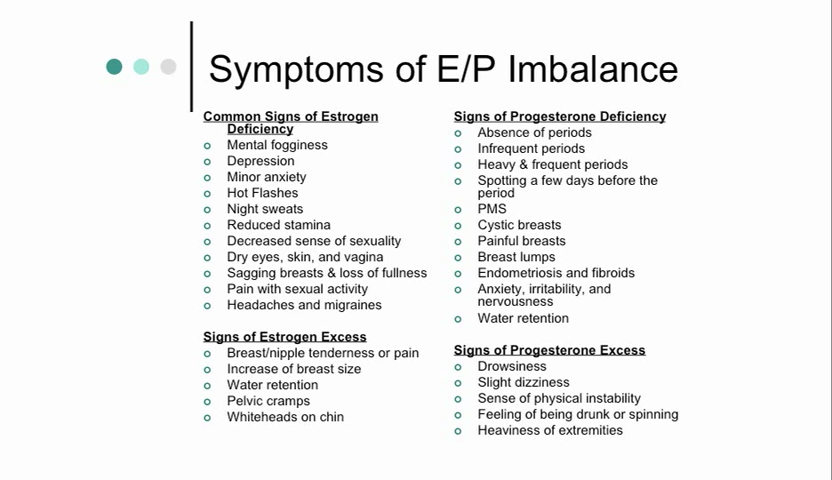 Symptoms of E/P Imbalance
Common Signs of Estrogen
Deficiency
Mental fogginess
Depression
Minor anxiety
Hot Flashes
Night sweats
Reduced stamina
Decreased sense of sexuality
Dry eyes, skin, and vagina
Sagging breasts & loss of fullness
Pain with sexual activity
Headaches and migraines
Signs of Estrogen Excess
Breast/nipple tenderness or pain
Increase of breast size
Water retention
Pelvic cramps
Whiteheads on chin
Signs of Progesterone Deficiency
Absence of periods
Infrequent periods
Heavy & frequent periods
Spotting a few days before the
period
PMS
Cystic breasts
Painful breasts
Breast lumps
Endometriosis and fibroids
Anxiety, irritability, and
nervousness
Water retention
Signs of Progesterone Excess
Drowsiness
Slight dizziness
Sense of physical instability
Feeling of being drunk or spinning
Heaviness of extremities